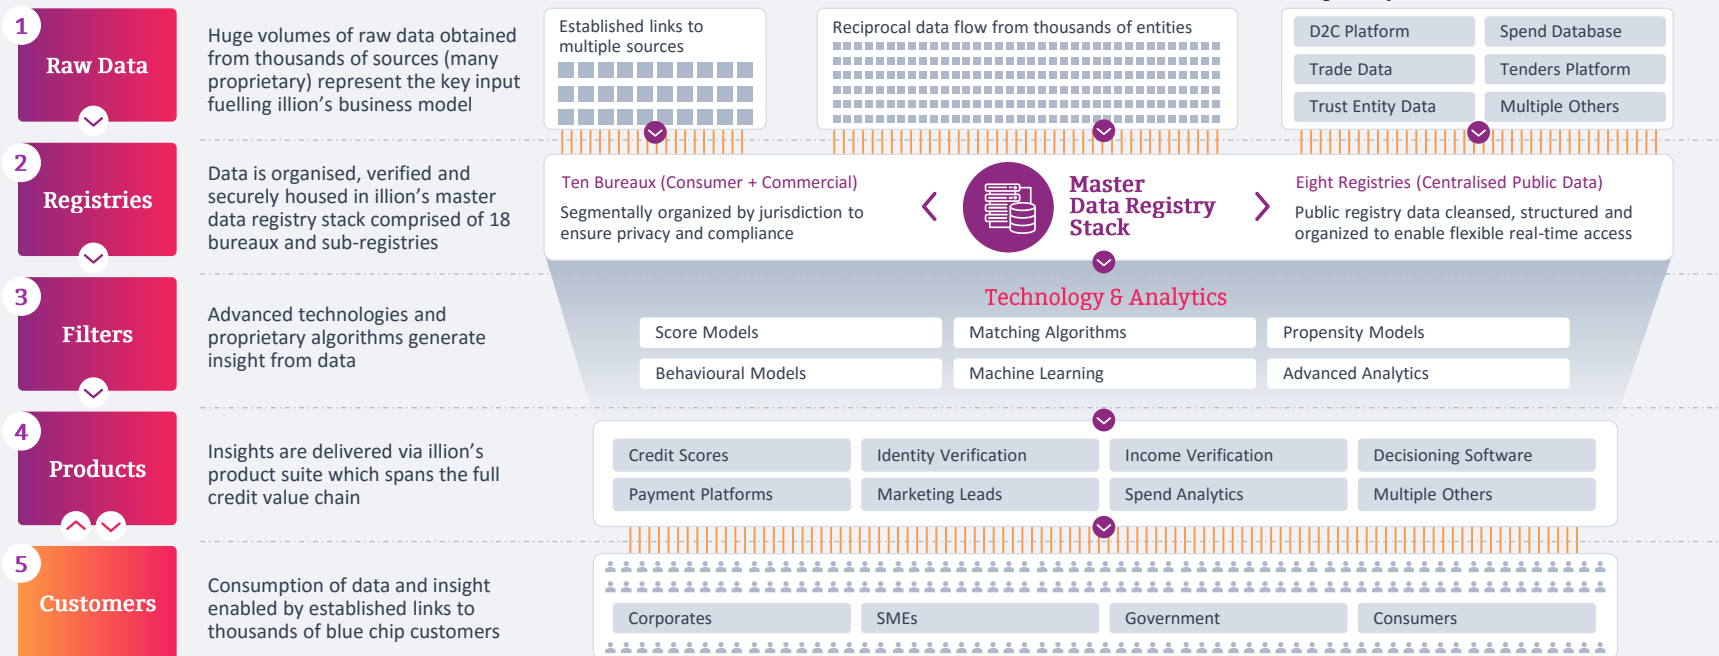 1
Raw Data
Huge volumes of raw data obtained
from thousands of sources (many
proprietary) represent the key input
fuelling illion's business model
Established links to
multiple sources
Reciprocal data flow from thousands of entities
D2C Platform
Spend Database
Trade Data
Tenders Platform
Trust Entity Data
Multiple Others
2
Registries
Data is organised, verified and
securely housed in illion's master
data registry stack comprised of 18
bureaux and sub-registries
Ten Bureaux (Consumer + Commercial)
Segmentally organized by jurisdiction to
ensure privacy and compliance
Master
Data Registry
Stack
Eight Registries (Centralised Public Data)
Public registry data cleansed, structured and
organized to enable flexible real-time access
3
Filters
Advanced technologies and
proprietary algorithms generate
insight from data
Technology & Analytics
Score Models
Matching Algorithms
Propensity Models
Behavioural Models
Machine Learning
Advanced Analytics
4
Products
Insights are delivered via illion's
product suite which spans the full
credit value chain
Credit Scores
Identity Verification
Income Verification
Decisioning Software
Payment Platforms
Marketing Leads
Spend Analytics
Multiple Others
5
Customers
Consumption of data and insight
enabled by established links to
thousands of blue chip customers
Corporates
SMEs
Government
Consumers